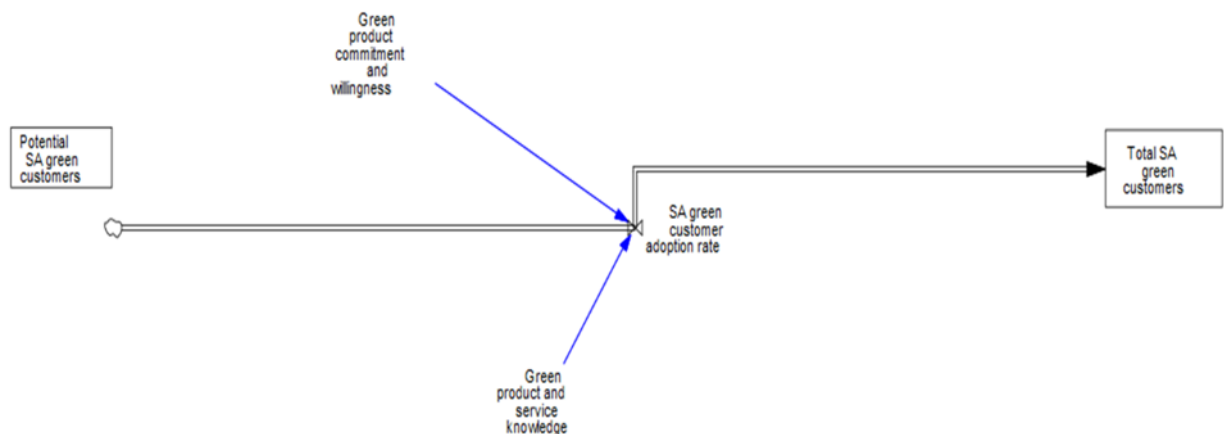 Green
product
commitment
and
willingness
Potential
SA green
customers
Total SA
green
customers
SA green
customer
adoption rate
Green
product and
service
knowledge